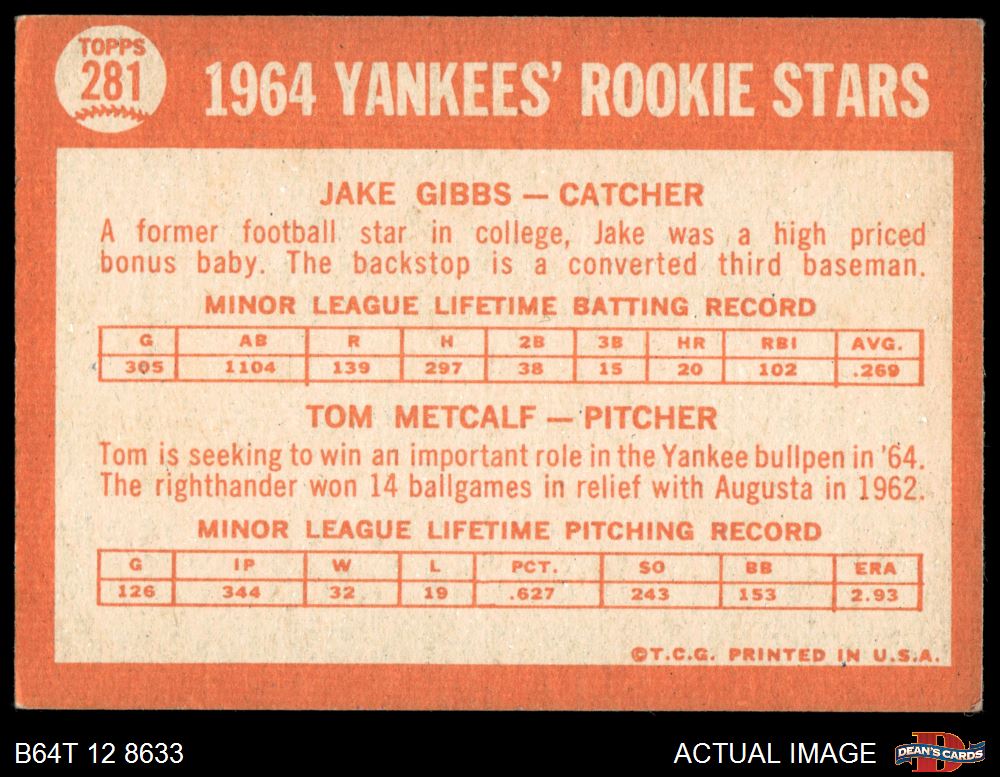 TOPPS
281
1964 YANKEES' ROOKIE STARS
JAKE GIBBS — CATCHER
A former football star in college, Jake was a high priced
bonus baby. The backstop is a converted third baseman.
MINOR LEAGUE LIFETIME BATTING RECORD
G AB R H 2B 3B HR RBI AVG.
305 1104 139 297 38 15 20 102 .269
TOM METCALF — PITCHER
Tom is seeking to win an important role in the Yankee bullpen in '64.
The righthander won 14 ballgames in relief with Augusta in 1962.
MINOR LEAGUE LIFETIME PITCHING RECORD
G IP W L PCT. SO BB ERA
126 344 32 19 .627 243 153 2.93
©T.C.G. PRINTED IN U.S.A.
B64T 12 8633
ACTUAL IMAGE
D
DEAN'S CARDS